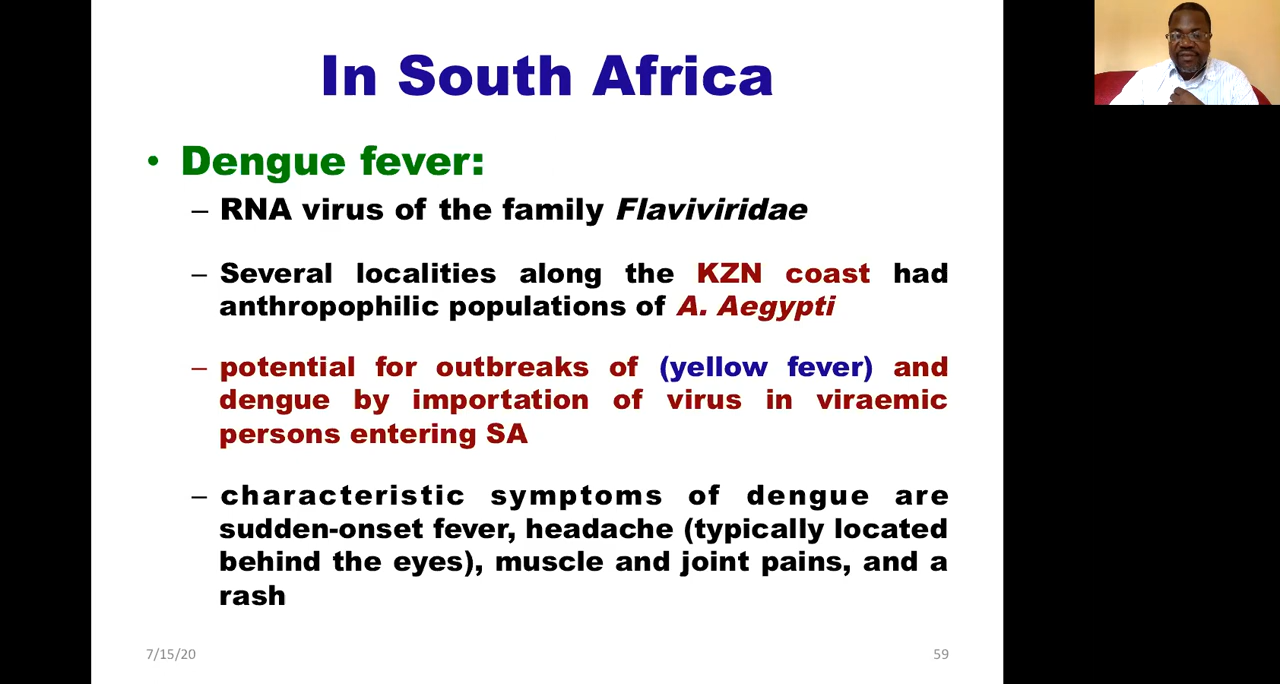 In South Africa
• Dengue fever:
– RNA virus of the family Flaviviridae
– Several localities along the KZN coast had
anthropophilic populations of A. Aegypti
– potential for outbreaks of (yellow fever) and
dengue by importation of virus in viraemic
persons entering SA
– characteristic symptoms of dengue are
sudden-onset fever, headache (typically located
behind the eyes), muscle and joint pains, and a
rash
7/15/20
59